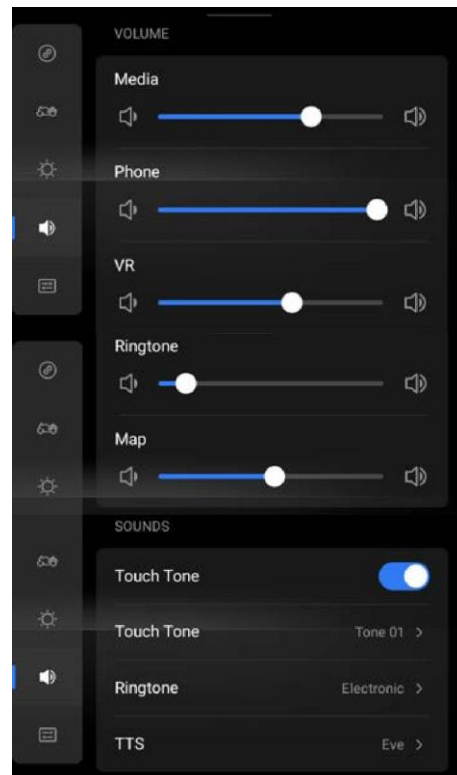 VOLUME
Media
Phone
VR
Ringtone
Map
SOUNDS
Touch Tone
Touch Tone Tone 01 >
Ringtone Electronic >
TTS Eve >